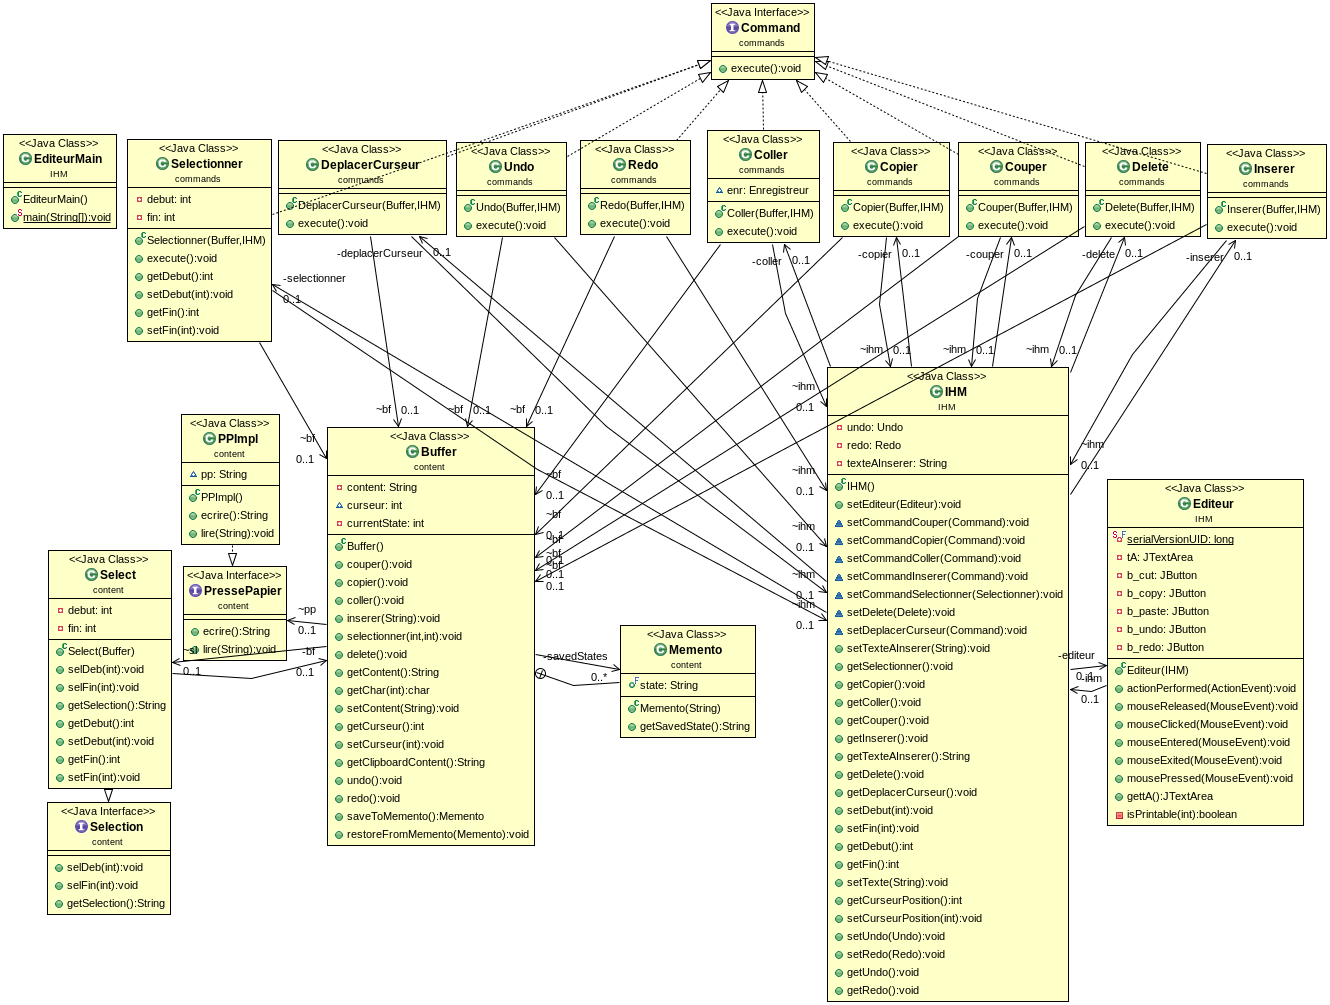 <<Java Interface>>
Command
commands
execute():void
<<Java Class>>
EditeurMain
IHM
EditeurMain()
main(String[]):void
<<Java Class>>
Selectionner
commands
debut: int
fin: int
Selectionner(Buffer,IHM)
execute():void
getDebut():int
setDebut(int):void
getFin():int
setFin(int):void
<<Java Class>>
DeplacerCurseur
commands
DeplacerCurseur(Buffer,IHM)
execute():void
<<Java Class>>
Undo
commands
Undo(Buffer,IHM)
execute():void
<<Java Class>>
Redo
commands
Redo(Buffer,IHM)
execute():void
<<Java Class>>
Coller
commands
enr: Enregistreur
Coller(Buffer,IHM)
execute():void
<<Java Class>>
Copier
commands
Copier(Buffer,IHM)
execute():void
<<Java Class>>
Couper
commands
Couper(Buffer,IHM)
execute():void
<<Java Class>>
Delete
commands
Delete(Buffer,IHM)
execute():void
<<Java Class>>
Inserer
commands
Inserer(Buffer,IHM)
execute():void
-selectionner
0..1
-deplacerCurseur
0..1
-coller
0..1
-copier
0..1
-couper
0..1
-delete
0..1
-inserer
0..1
~ihm
0..1
~ihm
0..1
~ihm
0..1
~ihm
0..1
~ihm
0..1
~ihm
0..1
~ihm
0..1
~ihm
0..1
~ihm
0..1
~bf
0..1
~bf
0..1
~bf
0..1
~bf
0..1
~bf
0..1
~bf
0..1
~bf
0..1
~bf
0..1
~bf
0..1
<<Java Class>>
PPImpl
content
pp: String
PPImpl()
ecrire():String
lire(String):void
<<Java Interface>>
PressePapier
content
ecrire():String
lire(String):void
~pp
0..1
~sl
0..1
-bf
0..1
<<Java Class>>
Select
content
debut: int
fin: int
Select(Buffer)
selDeb(int):void
selFin(int):void
getSelection():String
getDebut():int
setDebut(int):void
getFin():int
setFin(int):void
<<Java Interface>>
Selection
content
selDeb(int):void
selFin(int):void
getSelection():String
<<Java Class>>
Buffer
content
content: String
curseur: int
currentState: int
Buffer()
couper():void
copier():void
coller():void
inserer(String):void
selectionner(int,int):void
delete():void
getContent():String
getChar(int):char
setContent(String):void
getCurseur():int
setCurseur(int):void
getClipboardContent():String
undo():void
redo():void
saveToMemento():Memento
restoreFromMemento(Memento):void
-savedStates
0..*
<<Java Class>>
Memento
content
state: String
Memento(String)
getSavedState():String
<<Java Class>>
IHM
IHM
undo: Undo
redo: Redo
texteAInserer: String
IHM()
setEditeur(Editeur):void
setCommandCouper(Command):void
setCommandCopier(Command):void
setCommandColler(Command):void
setCommandInserer(Command):void
setCommandSelectionner(Selectionner):void
setDelete(Delete):void
setDeplacerCurseur(Command):void
setTexteAInserer(String):void
getSelectionner():void
getCopier():void
getColler():void
getCouper():void
getInserer():void
getTexteAInserer():String
getDelete():void
getDeplacerCurseur():void
setDebut(int):void
setFin(int):void
getDebut():int
getFin():int
setTexte(String):void
getCurseurPosition():int
setCurseurPosition(int):void
setUndo(Undo):void
setRedo(Redo):void
getUndo():void
getRedo():void
-editeur
0..1
-ihm
0..1
<<Java Class>>
Editeur
IHM
serialVersionUID: long
tA: JTextArea
b_cut: JButton
b_copy: JButton
b_paste: JButton
b_undo: JButton
b_redo: JButton
Editeur(IHM)
actionPerformed(ActionEvent):void
mouseReleased(MouseEvent):void
mouseClicked(MouseEvent):void
mouseEntered(MouseEvent):void
mouseExited(MouseEvent):void
mousePressed(MouseEvent):void
gettA():JTextArea
isPrintable(int):boolean